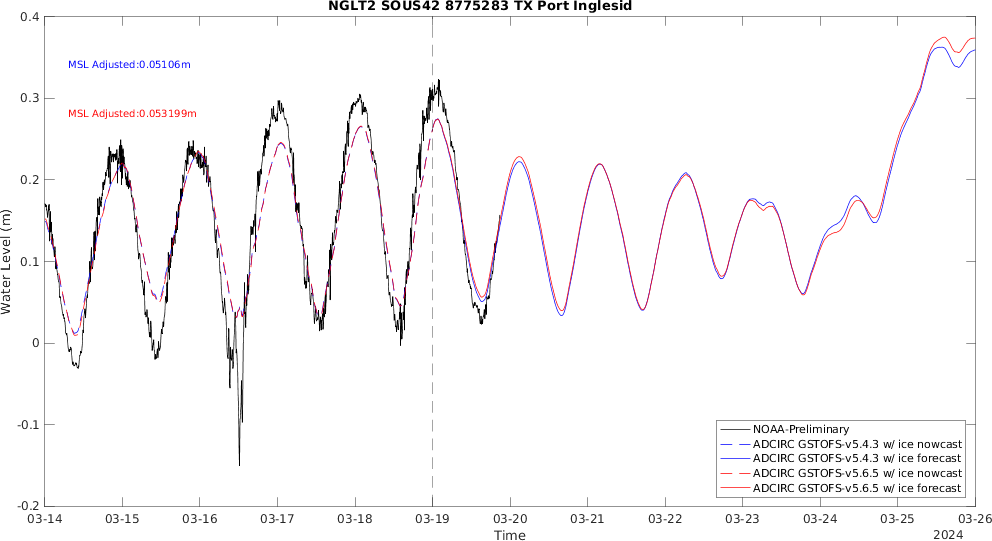 NGLT2 SOUS42 8775283 TX Port Inglesid
0.4
0.3
0.2
0.1
0
-0.1
-0.2
Water Level (m)
MSL Adjusted:0.05106m
MSL Adjusted:0.053199m
NOAA-Preliminary
ADCIRC GSTOFS-v5.4.3 w/ ice nowcast
ADCIRC GSTOFS-v5.4.3 w/ ice forecast
ADCIRC GSTOFS-v5.6.5 w/ ice nowcast
ADCIRC GSTOFS-v5.6.5 w/ ice forecast
03-14 03-15 03-16 03-17 03-18 03-19 03-20 03-21 03-22 03-23 03-24 03-25 03-26
Time
2024